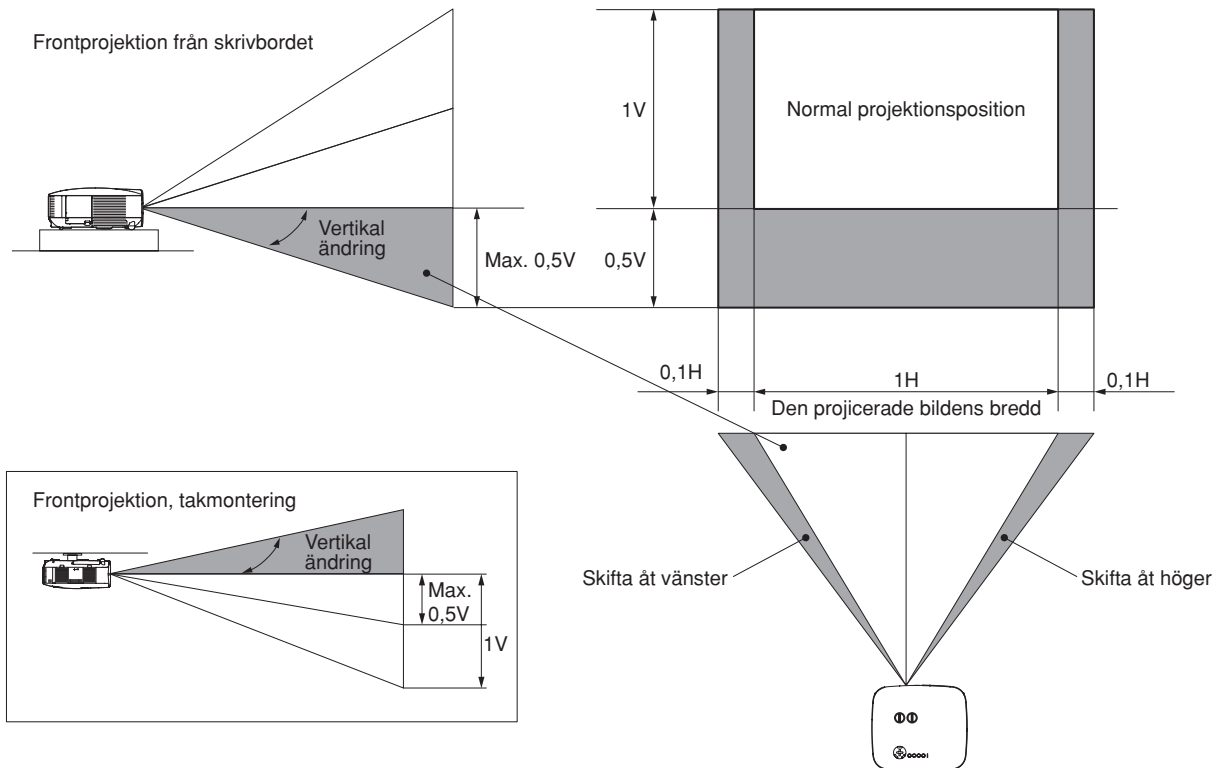 Frontprojektion från skrivbordet
1V
Normal projektionsposition
Vertikal
ändring
Max. 0,5V
0,5V
0,1H
1H
0,1H
Den projicerade bildens bredd
Frontprojektion, takmontering
Vertikal
ändring
Max.
0,5V
1V
Skifta åt vänster
Skifta åt höger